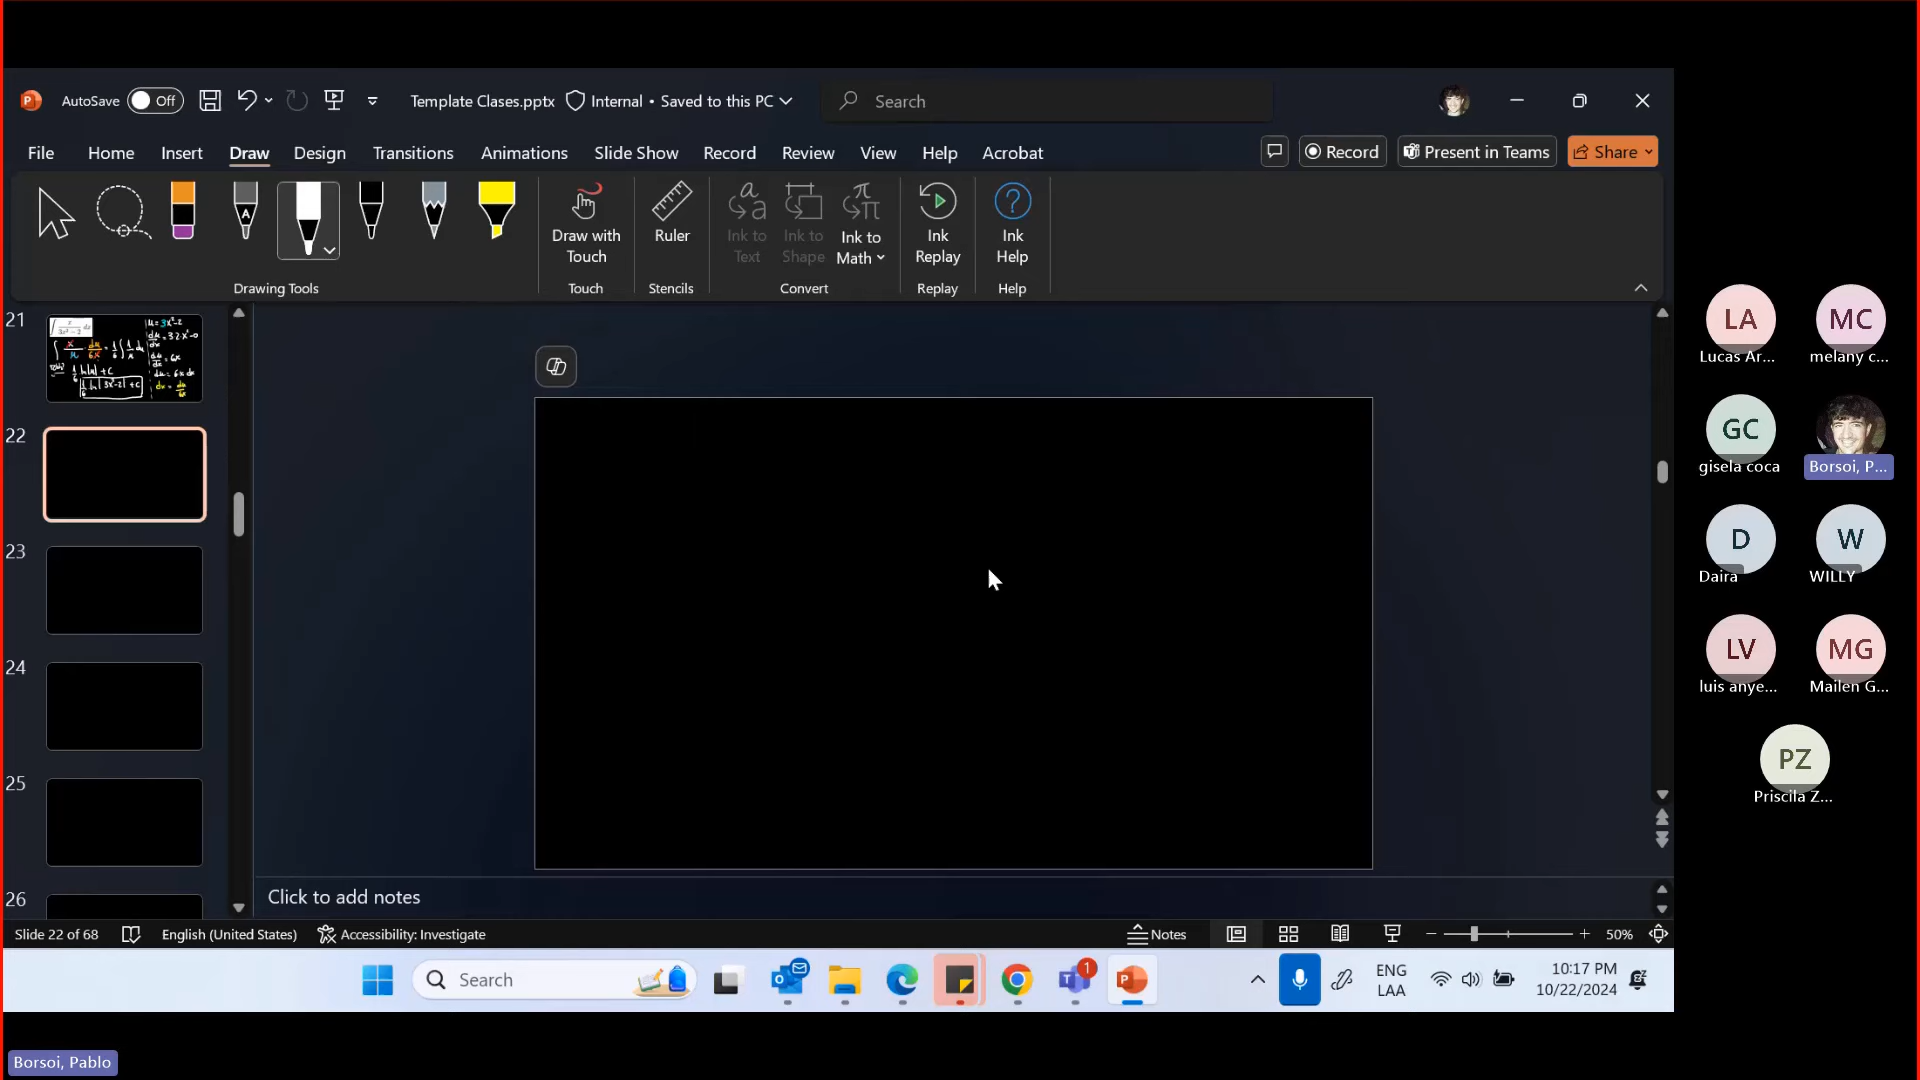 AutoSave Off Template Clases.pptx Internal • Saved to this PC Search
File Home Insert Draw Design Transitions Animations Slide Show Record Review View Help Acrobat Record Present in Teams Share
Draw with Touch
Ruler
Ink to Text
Ink to Shape
Ink to Math
Ink Replay
Ink Help
Drawing Tools Touch Stencils Convert Replay Help
21
22
23
24
25
26
Click to add notes
Slide 22 of 68 English (United States) Accessibility: Investigate Notes 50%
Search
1
ENG
LAA
10:17 PM
10/22/2024
LA
Lucas Ar...
MC
melany c...
GC
gisela coca
Borsoi, P...
D
Daira
W
WILLY
LV
luis anye...
MG
Mailen G...
PZ
Priscila Z...
Borsoi, Pablo